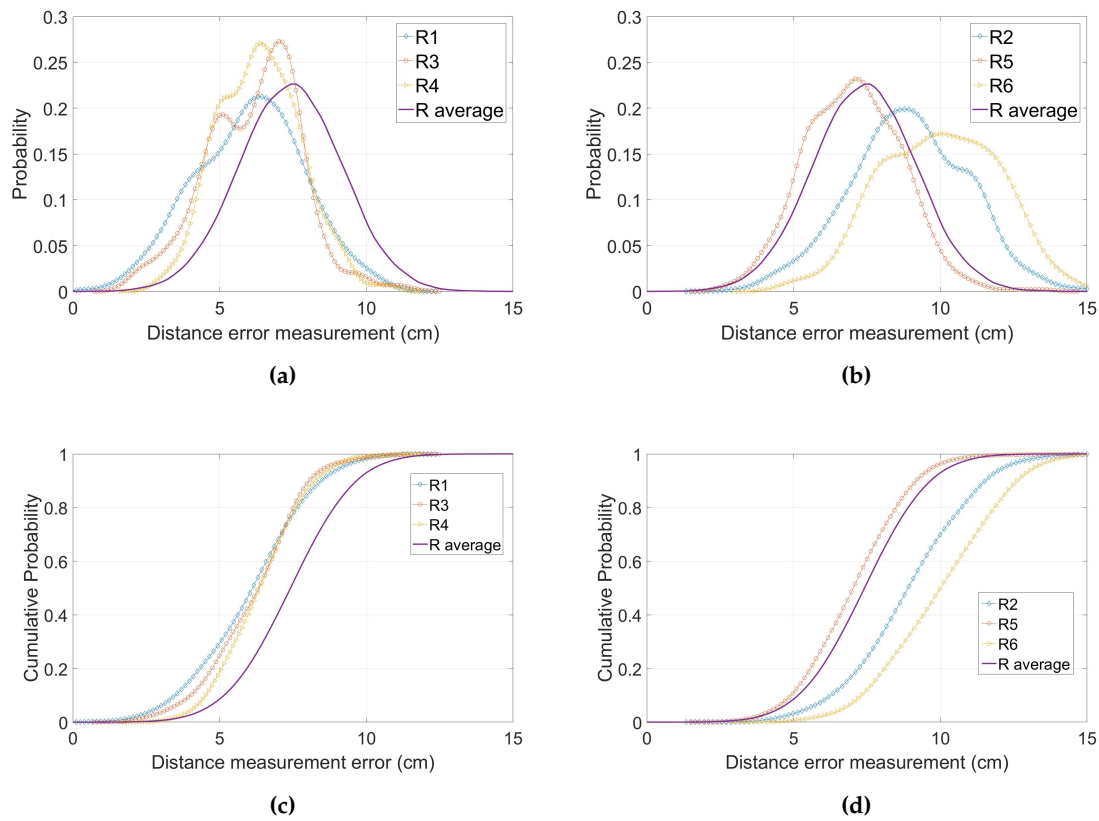 0.3
0.25
0.2
0.15
0.1
0.05
0
Probability
R1
R3
R4
R average
0
5
10
15
Distance error measurement (cm)
(a)
0.3
0.25
0.2
0.15
0.1
0.05
0
Probability
R2
R5
R6
R average
0
5
10
15
Distance error measurement (cm)
(b)
1
0.8
0.6
0.4
0.2
0
Cumulative Probability
R1
R3
R4
R average
0
5
10
15
Distance measurement error (cm)
(c)
1
0.8
0.6
0.4
0.2
0
Cumulative Probability
R2
R5
R6
R average
0
5
10
15
Distance error measurement (cm)
(d)